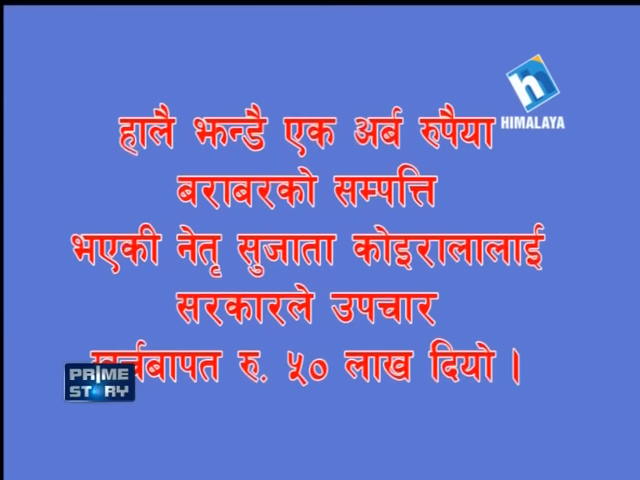 HIMALAYA
हालै झन्डै एक अर्ब रुपैया
बराबरको सम्पत्ति
भएकी नेतृ सुजाता कोइरालालाई
सरकारले उपचार
खर्चबापत रु. ५० लाख दियो ।
PRIME
STORY